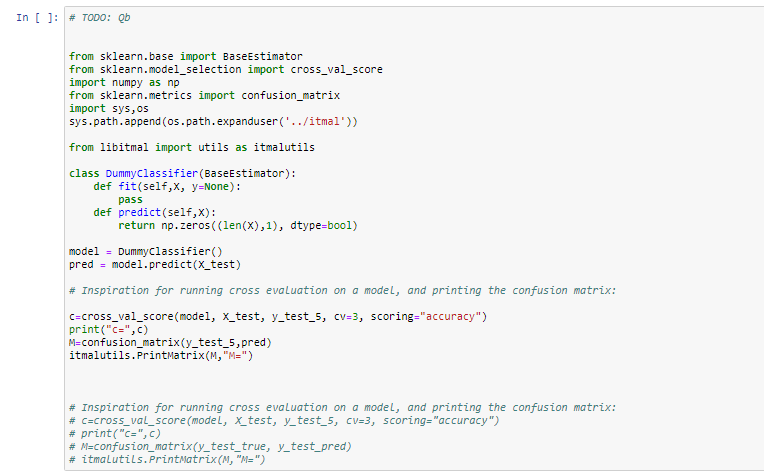 In [ ]: # TODO: Qb
from sklearn.base import BaseEstimator
from sklearn.model_selection import cross_val_score
import numpy as np
from sklearn.metrics import confusion_matrix
import sys,os
sys.path.append(os.path.expanduser('../itmal'))
from libitmal import utils as itmalutils
class DummyClassifier(BaseEstimator):
    def fit(self,X, y=None):
        pass
    def predict(self,X):
        return np.zeros((len(X),1), dtype=bool)
model = DummyClassifier()
pred = model.predict(X_test)
# Inspiration for running cross evaluation on a model, and printing the confusion matrix:
c=cross_val_score(model, X_test, y_test_5, cv=3, scoring="accuracy")
print("c=",c)
M=confusion_matrix(y_test_5,pred)
itmalutils.PrintMatrix(M,"M=")
# Inspiration for running cross evaluation on a model, and printing the confusion matrix:
# c=cross_val_score(model, X_test, y_test_5, cv=3, scoring="accuracy")
# print("c=",c)
# M=confusion_matrix(y_test_true, y_test_pred)
# itmalutils.PrintMatrix(M,"M=")